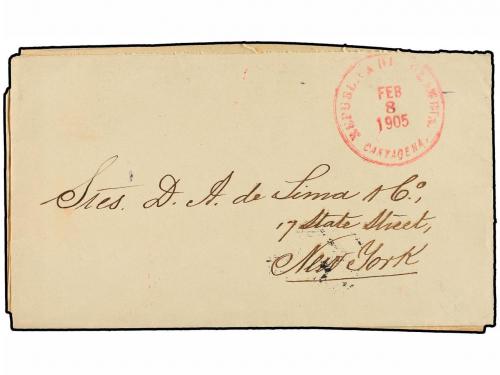 REPUBLICA DE COLOMBIA.
FEB
8
1905
CARTAGENA.
Sres. D. A. de Lima & Co,
17 State Street,
New York